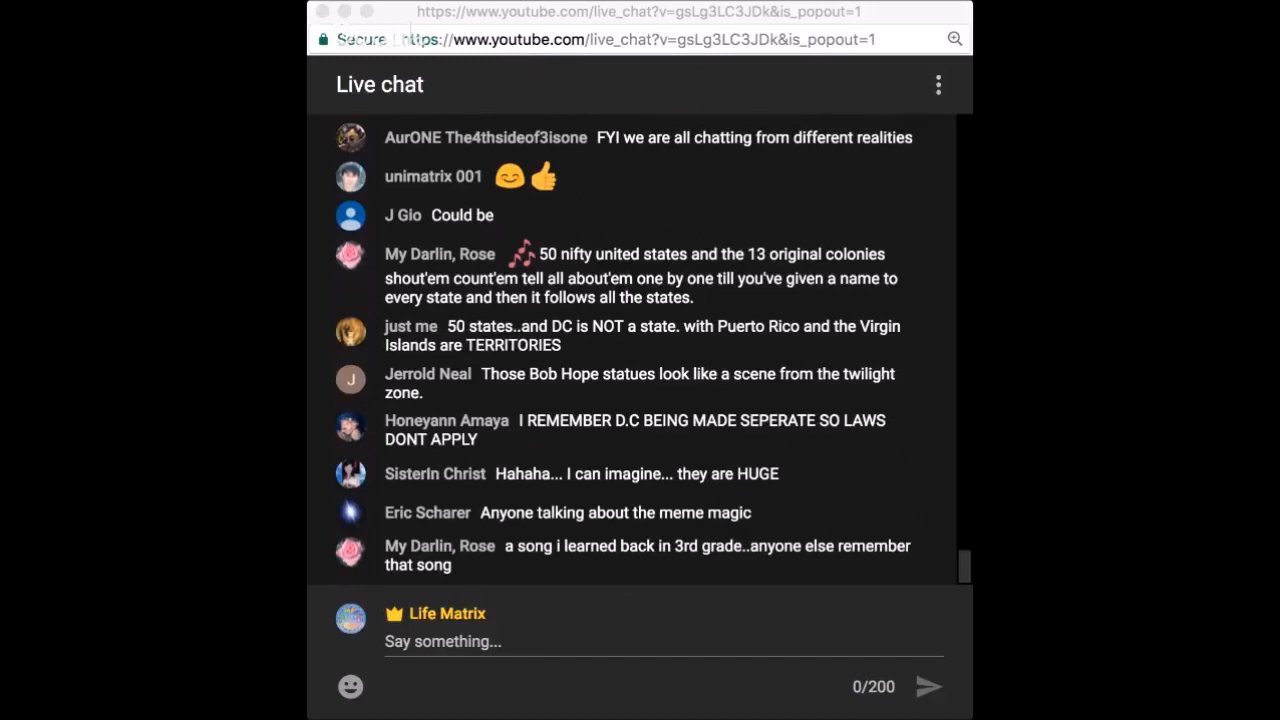 https://www.youtube.com/live_chat?v=gsLg3LC3JDk&is_popout=1
Secure https://www.youtube.com/live_chat?v=gsLg3LC3JDk&is_popout=1
Live chat
AurONE The4thsideof3isone FYI we are all chatting from different realities
unimatrix 001 😊👍
J Glo Could be
My Darlin, Rose 🎶 50 nifty united states and the 13 original colonies
shout'em count'em tell all about'em one by one till you've given a name to
every state and then it follows all the states.
just me 50 states..and DC is NOT a state. with Puerto Rico and the Virgin
Islands are TERRITORIES
J
Jerrold Neal Those Bob Hope statues look like a scene from the twilight
zone.
Honeyann Amaya I REMEMBER D.C BEING MADE SEPERATE SO LAWS
DONT APPLY
SisterIn Christ Hahaha... I can imagine... they are HUGE
Eric Scharer Anyone talking about the meme magic
My Darlin, Rose a song i learned back in 3rd grade..anyone else remember
that song
Life Matrix
Say something...
0/200